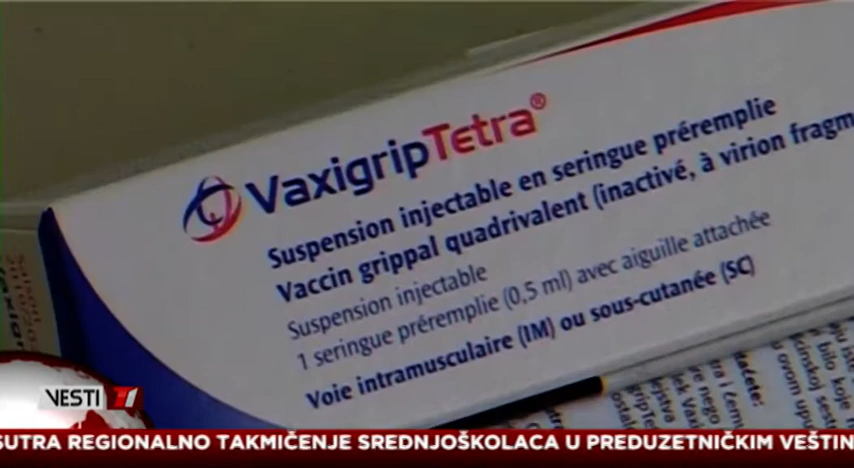 VaxigripTetra®
Suspension injectable en seringue préremplie
Vaccin grippal quadrivalent (inactivé, à virion fragm
Suspension injectable
1 seringue préremplie (0,5 ml) avec aiguille attachée
Voie intramusculaire (IM) ou sous-cutanée (SC)
VESTI T1
SUTRA REGIONALNO TAKMIČENJE SREDNJOŠKOLACA U PREDUZETNIČKIM VEŠTIN